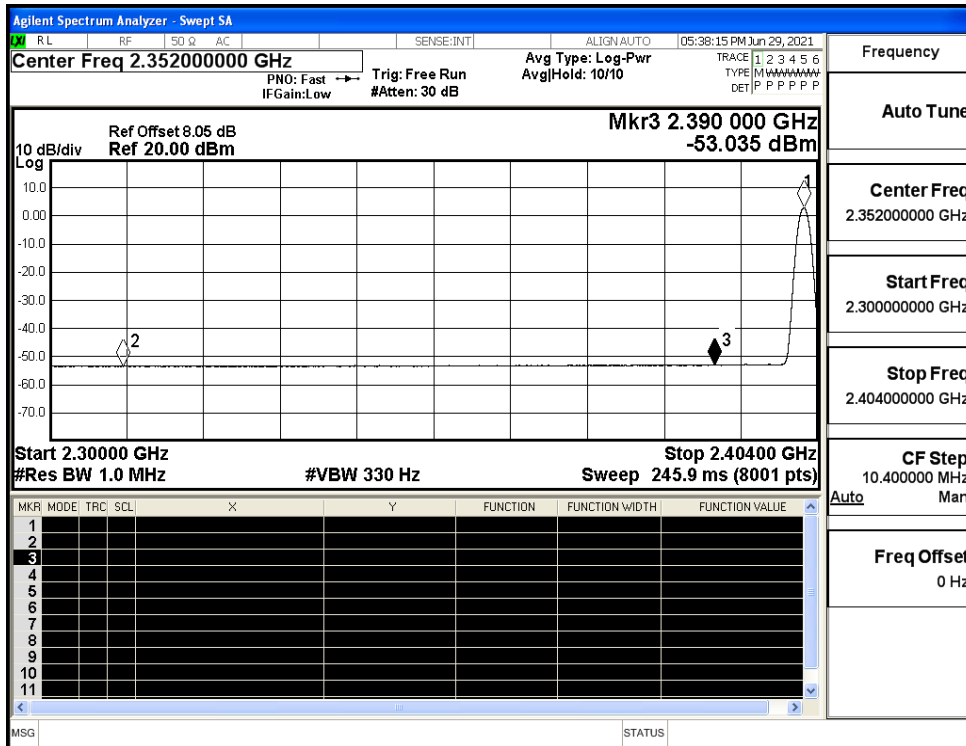 Agilent Spectrum Analyzer - Swept SA
LXI RL RF 50 Ω AC SENSE:INT ALIGN AUTO 05:38:15 PM Jun 29, 2021
Center Freq 2.352000000 GHz
PNO: Fast
IFGain:Low
Trig: Free Run
#Atten: 30 dB
Avg Type: Log-Pwr
Avg|Hold: 10/10
TRACE 1 2 3 4 5 6
TYPE M W W W W W
DET P P P P P P
Mkr3 2.390 000 GHz
-53.035 dBm
Ref Offset 8.05 dB
10 dB/div Ref 20.00 dBm
Log
10.0
0.00
-10.0
-20.0
-30.0
-40.0
-50.0
-60.0
-70.0
1
2
3
Start 2.30000 GHz Stop 2.40400 GHz
#Res BW 1.0 MHz #VBW 330 Hz Sweep 245.9 ms (8001 pts)
MKR MODE TRC SCL X Y FUNCTION FUNCTION WIDTH FUNCTION VALUE
1
2
3
4
5
6
7
8
9
10
11
MSG STATUS
Frequency
Auto Tune
Center Freq
2.352000000 GHz
Start Freq
2.300000000 GHz
Stop Freq
2.404000000 GHz
CF Step
10.400000 MHz
Auto Man
Freq Offset
0 Hz